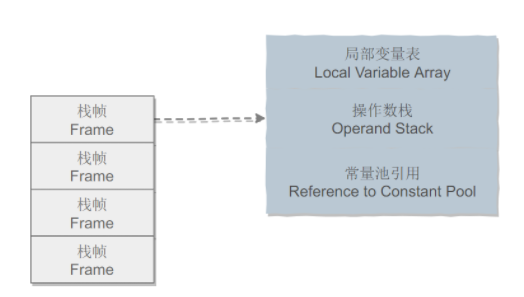 栈帧
Frame
栈帧
Frame
栈帧
Frame
栈帧
Frame
局部变量表
Local Variable Array
操作数栈
Operand Stack
常量池引用
Reference to Constant Pool